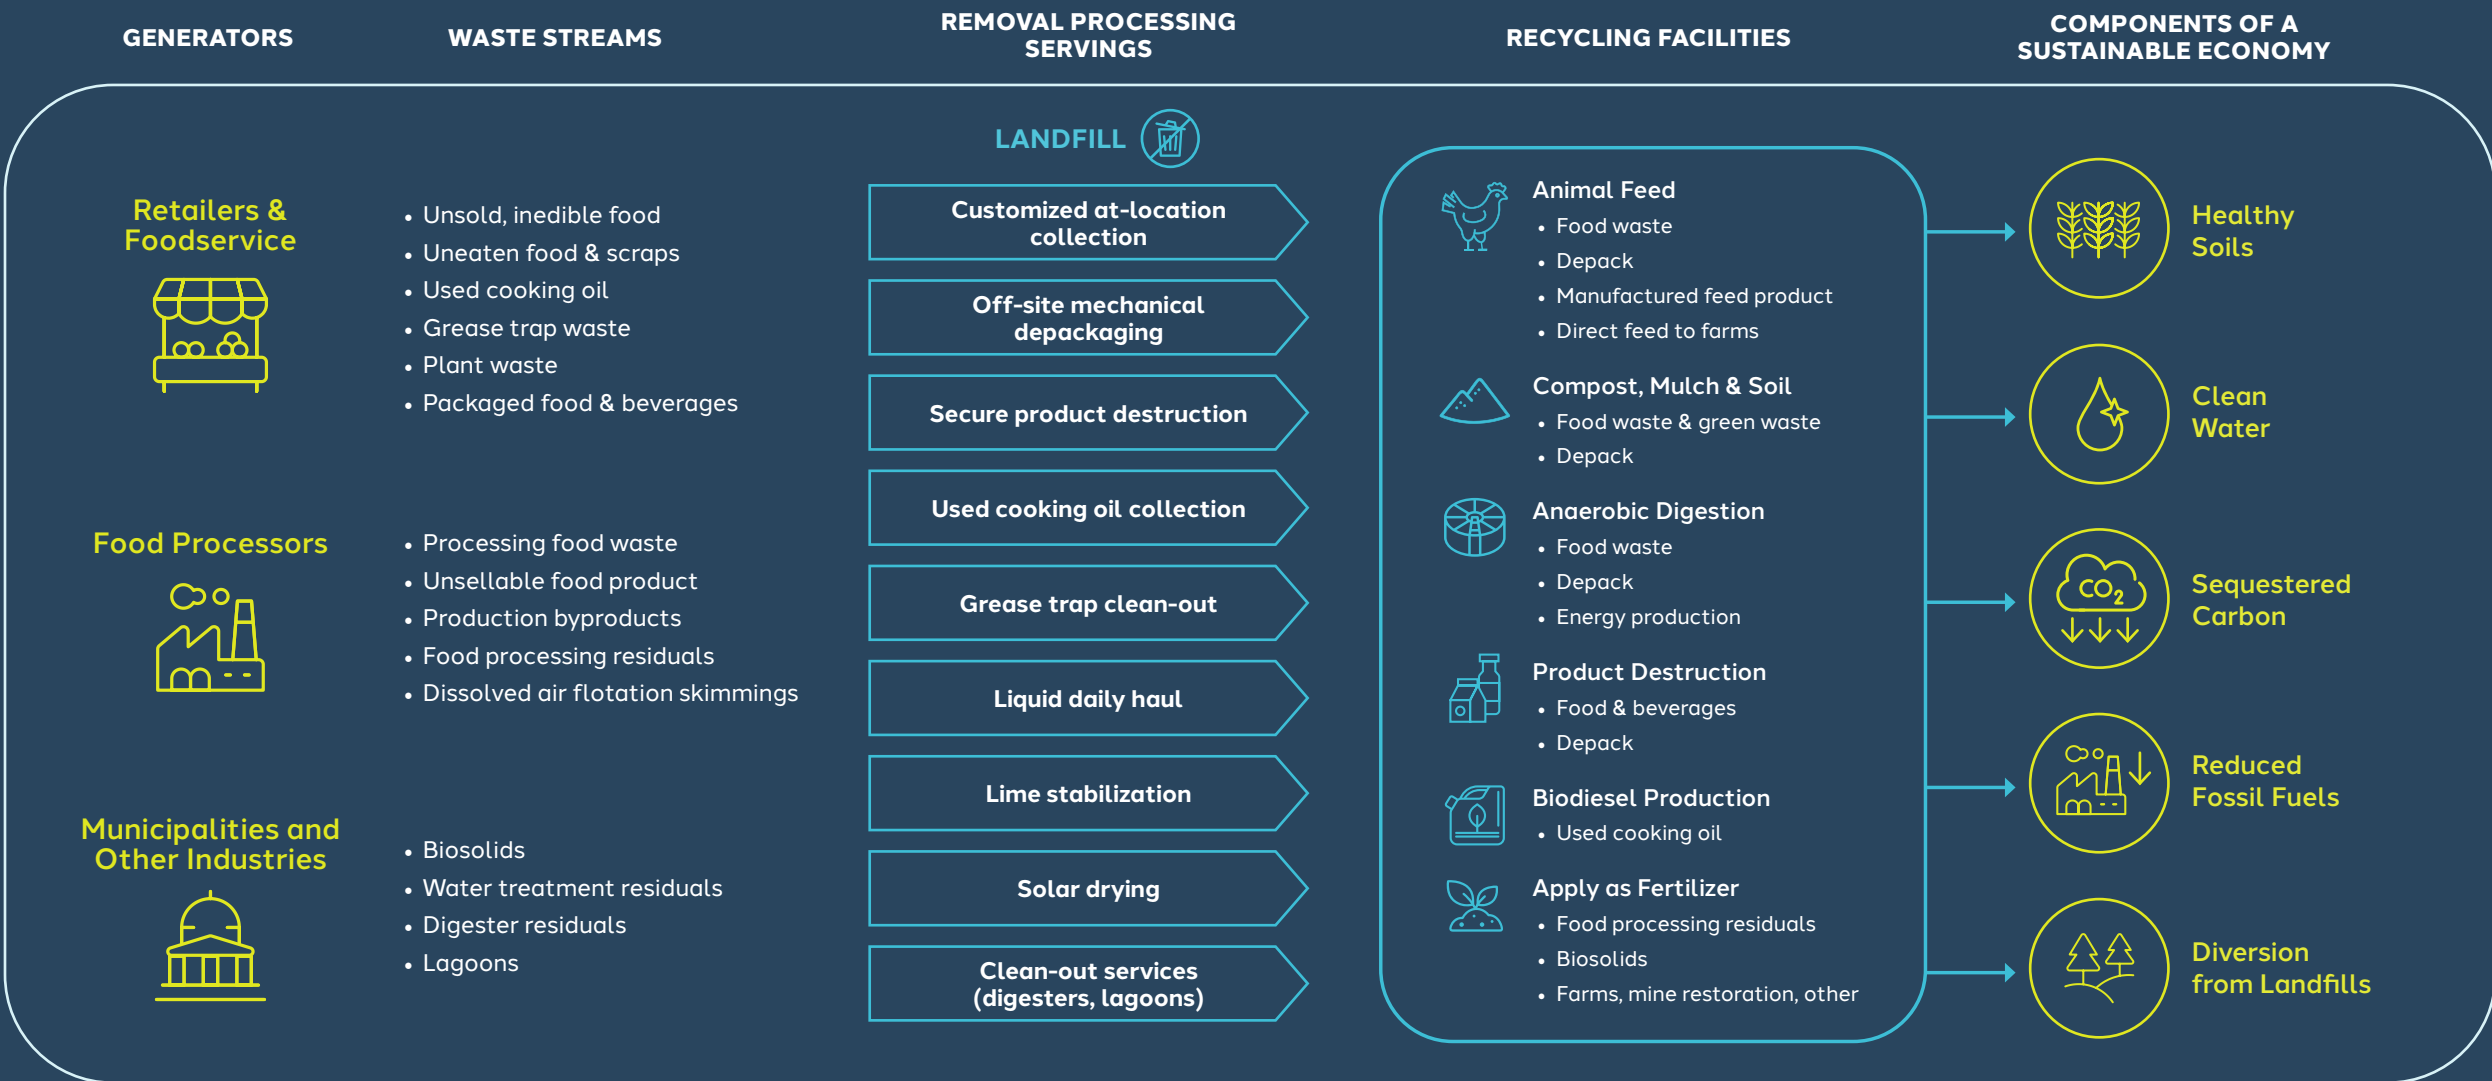 GENERATORS
WASTE STREAMS
REMOVAL PROCESSING
SERVINGS
RECYCLING FACILITIES
COMPONENTS OF A
SUSTAINABLE ECONOMY
Retailers &
Foodservice
• Unsold, inedible food
• Uneaten food & scraps
• Used cooking oil
• Grease trap waste
• Plant waste
• Packaged food & beverages
Food Processors
• Processing food waste
• Unsellable food product
• Production byproducts
• Food processing residuals
• Dissolved air flotation skimmings
Municipalities and
Other Industries
• Biosolids
• Water treatment residuals
• Digester residuals
• Lagoons
LANDFILL
Customized at-location
collection
Off-site mechanical
depackaging
Secure product destruction
Used cooking oil collection
Grease trap clean-out
Liquid daily haul
Lime stabilization
Solar drying
Clean-out services
(digesters, lagoons)
Animal Feed
• Food waste
• Depack
• Manufactured feed product
• Direct feed to farms
Compost, Mulch & Soil
• Food waste & green waste
• Depack
Anaerobic Digestion
• Food waste
• Depack
• Energy production
Product Destruction
• Food & beverages
• Depack
Biodiesel Production
• Used cooking oil
Apply as Fertilizer
• Food processing residuals
• Biosolids
• Farms, mine restoration, other
Healthy
Soils
Clean
Water
CO₂
Sequestered
Carbon
Reduced
Fossil Fuels
Diversion
from Landfills